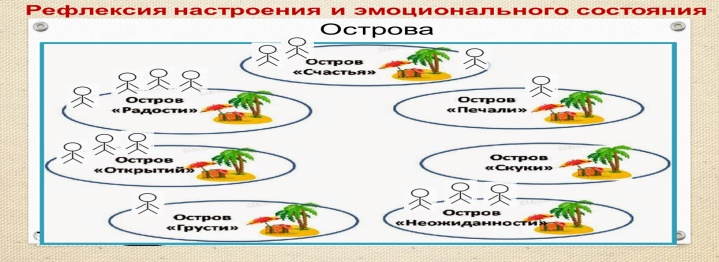 Рефлексия настроения и эмоционального состояния
Острова
Остров
«Счастья»
Остров
«Радости»
Остров
«Печали»
Остров
«Открытий»
Остров
«Скуки»
Остров
«Грусти»
Остров
«Неожиданности»